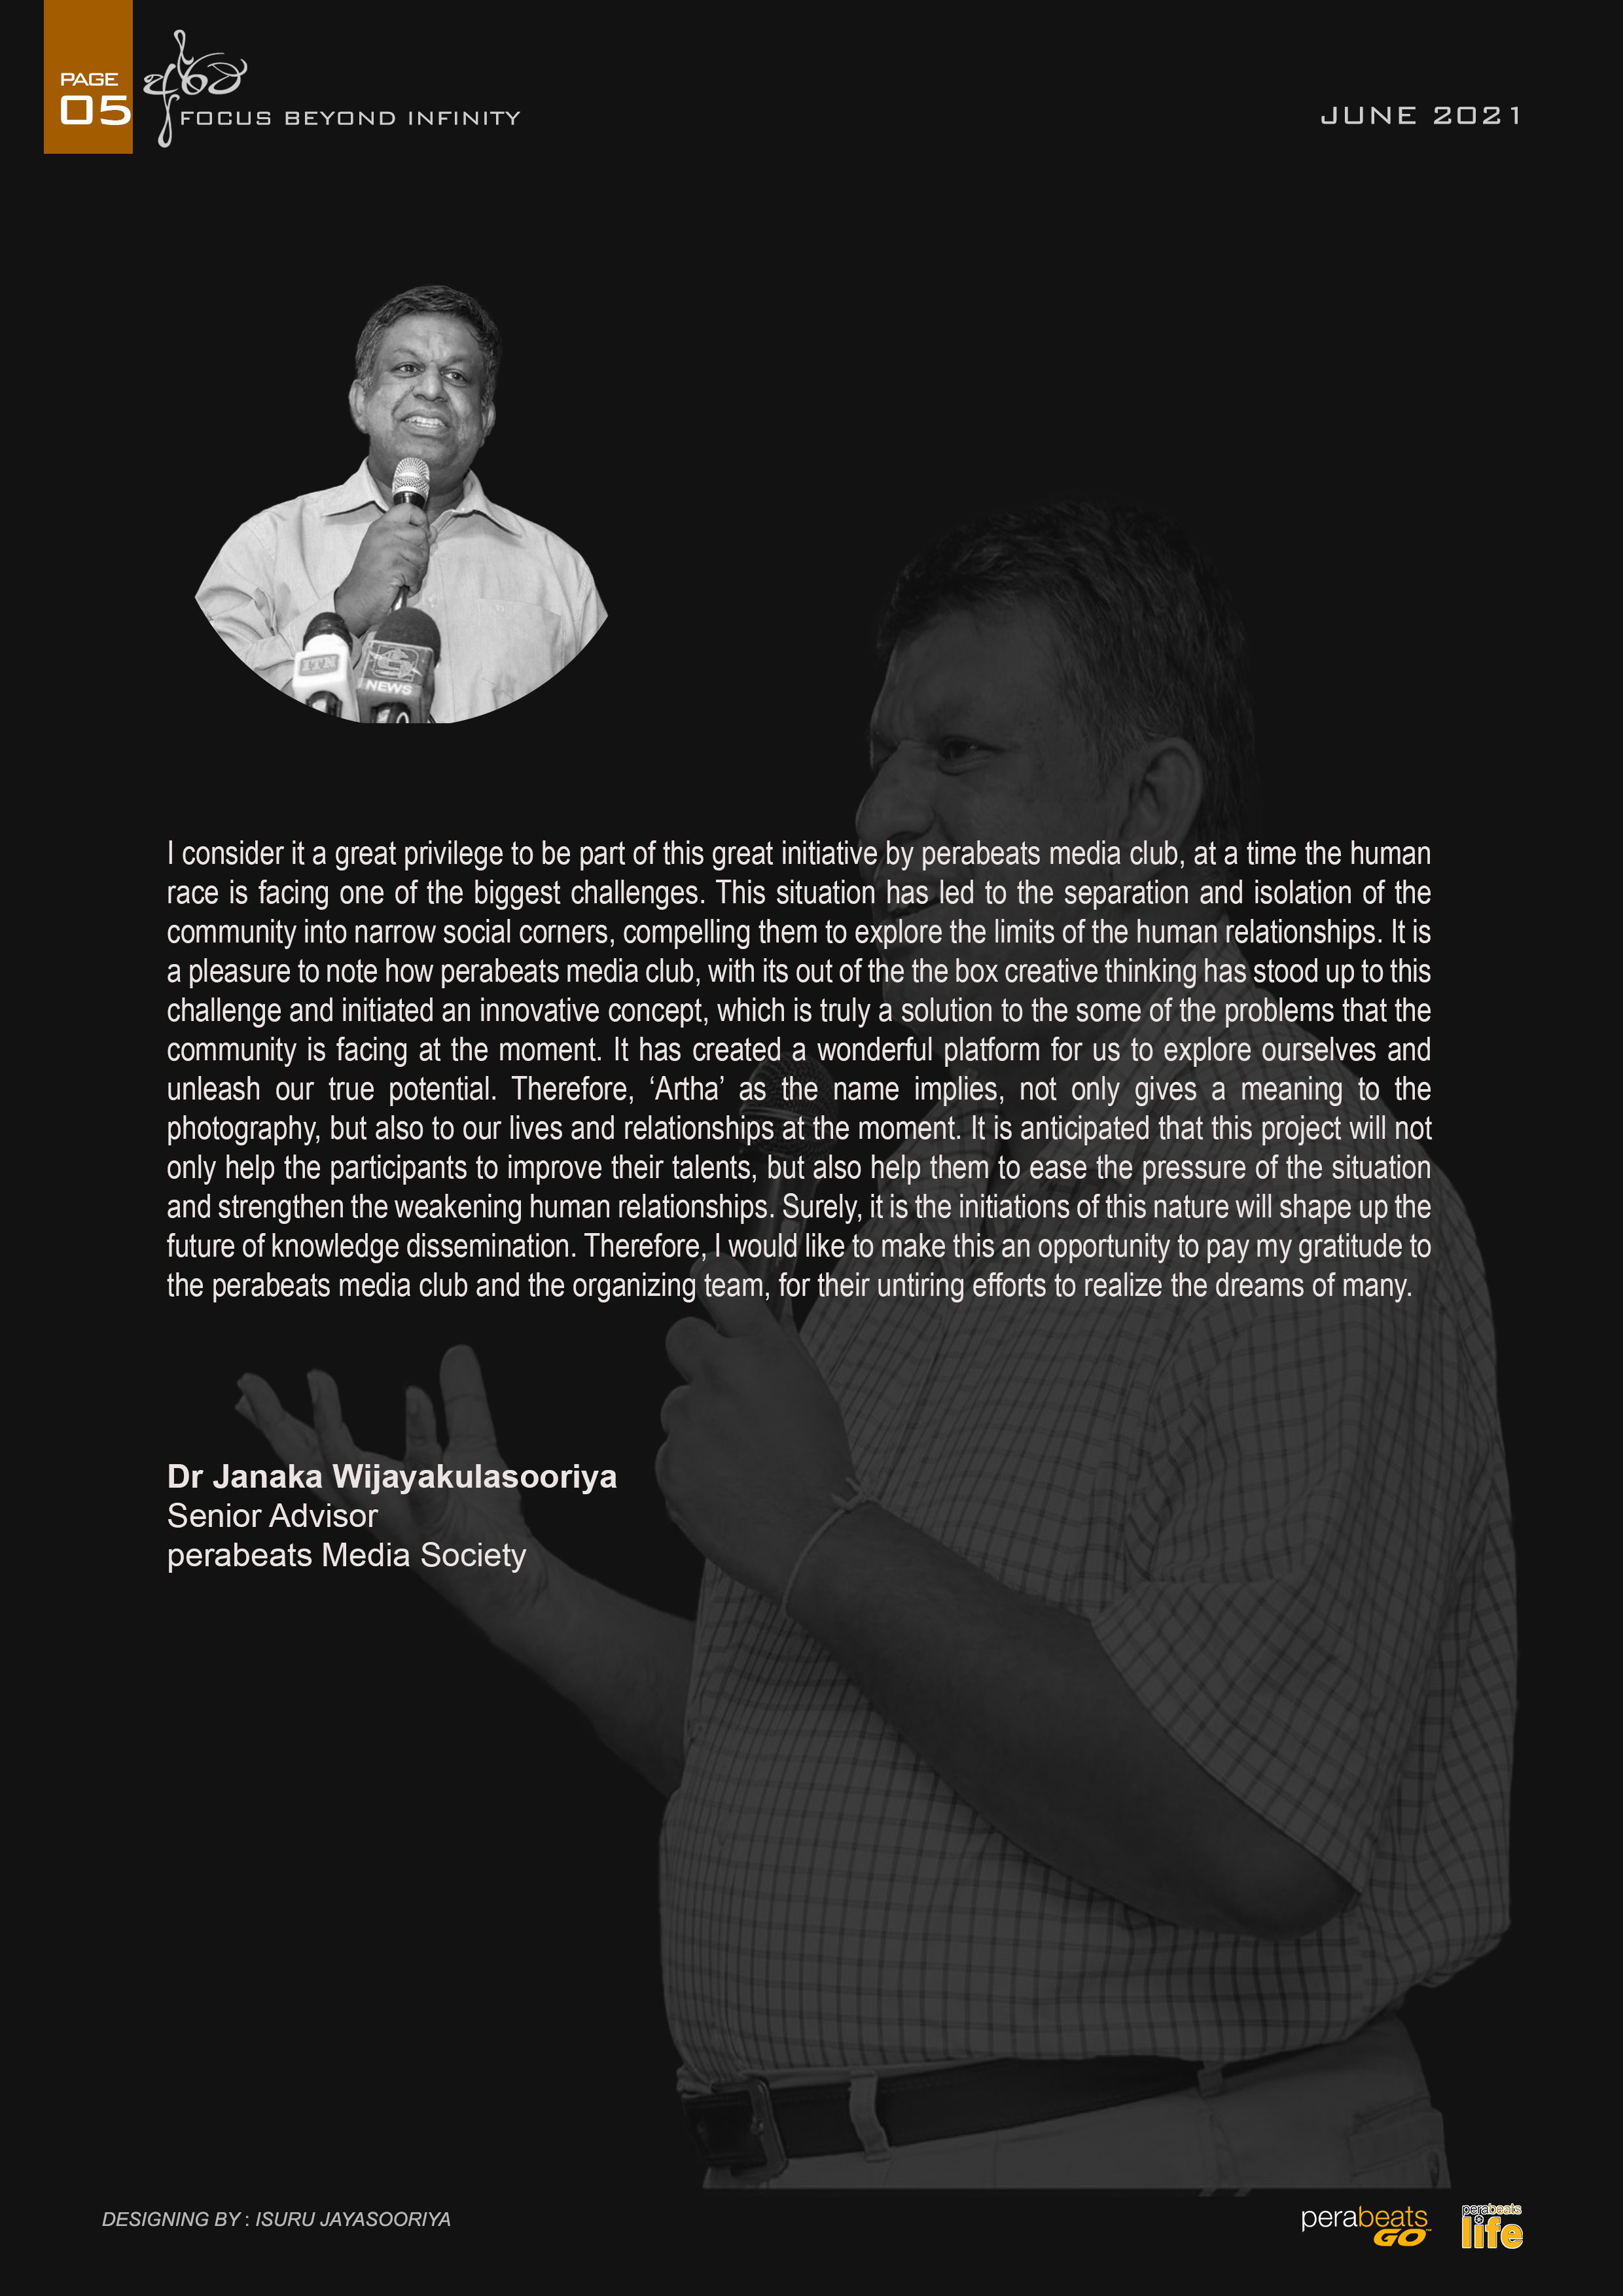 PAGE
05
අර්ථ
FOCUS BEYOND INFINITY
JUNE 2021
ITN
NEWS
I consider it a great privilege to be part of this great initiative by perabeats media club, at a time the human
race is facing one of the biggest challenges. This situation has led to the separation and isolation of the
community into narrow social corners, compelling them to explore the limits of the human relationships. It is
a pleasure to note how perabeats media club, with its out of the the box creative thinking has stood up to this
challenge and initiated an innovative concept, which is truly a solution to the some of the problems that the
community is facing at the moment. It has created a wonderful platform for us to explore ourselves and
unleash our true potential. Therefore, ‘Artha’ as the name implies, not only gives a meaning to the
photography, but also to our lives and relationships at the moment. It is anticipated that this project will not
only help the participants to improve their talents, but also help them to ease the pressure of the situation
and strengthen the weakening human relationships. Surely, it is the initiations of this nature will shape up the
future of knowledge dissemination. Therefore, I would like to make this an opportunity to pay my gratitude to
the perabeats media club and the organizing team, for their untiring efforts to realize the dreams of many.
Dr Janaka Wijayakulasooriya
Senior Advisor
perabeats Media Society
DESIGNING BY : ISURU JAYASOORIYA
perabeats
GO
perabeats
life